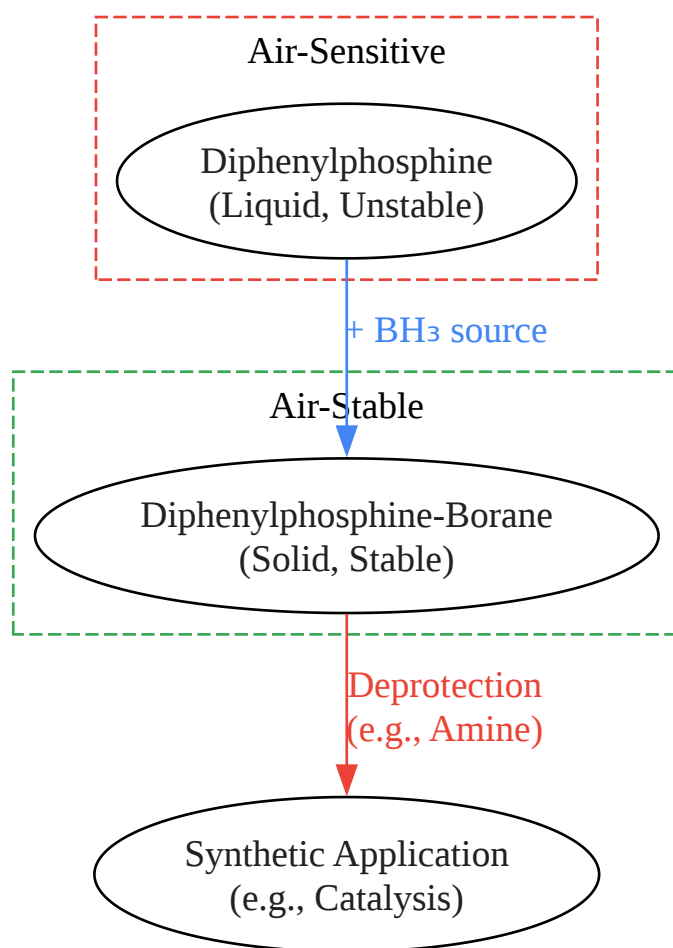 Air-Sensitive
Diphenylphosphine
(Liquid, Unstable)
+ BH₃ source
Air-Stable
Diphenylphosphine-Borane
(Solid, Stable)
Deprotection
(e.g., Amine)
Synthetic Application
(e.g., Catalysis)